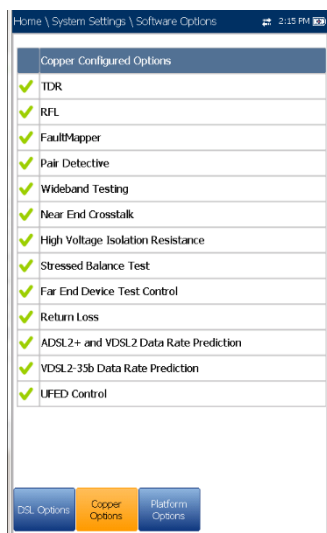 Home \ System Settings \ Software Options 2:15 PM
Copper Configured Options
TDR
RFL
FaultMapper
Pair Detective
Wideband Testing
Near End Crosstalk
High Voltage Isolation Resistance
Stressed Balance Test
Far End Device Test Control
Return Loss
ADSL2+ and VDSL2 Data Rate Prediction
VDSL2-35b Data Rate Prediction
UFED Control
DSL Options
Copper
Options
Platform
Options